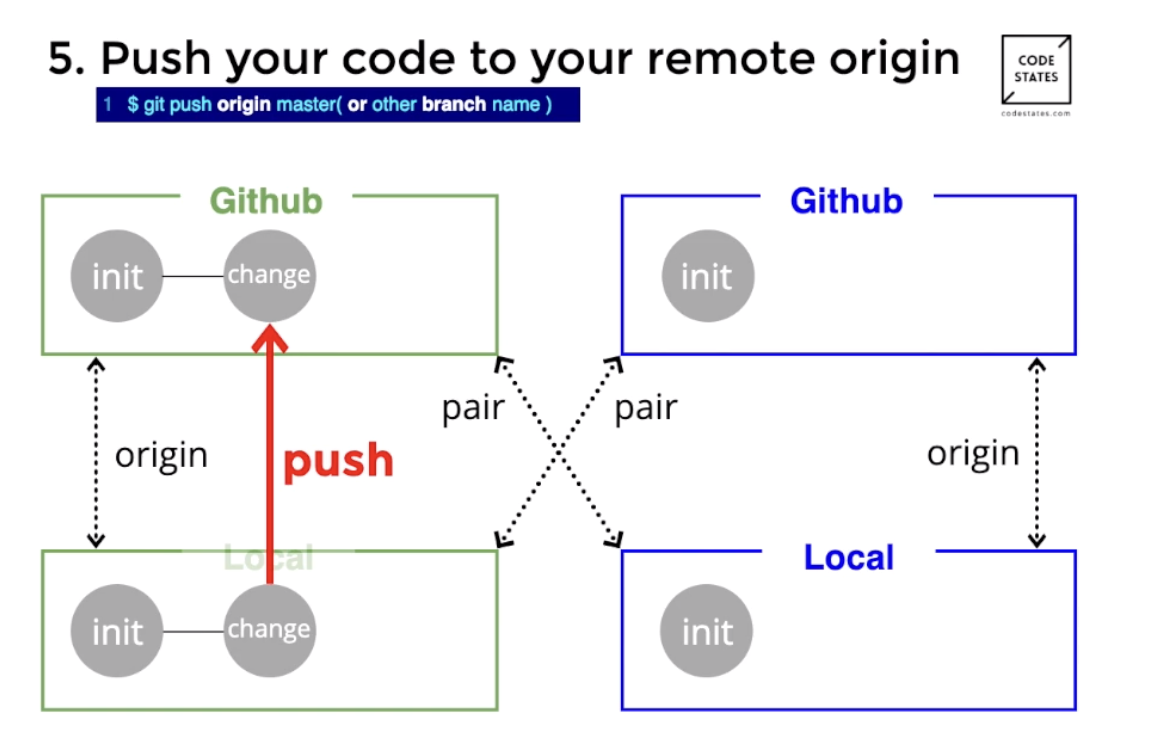 5. Push your code to your remote origin
CODE
STATES
codestates.com
1 $ git push origin master( or other branch name )
Github
init
change
Github
init
pair
pair
origin
push
origin
Local
init
change
Local
init